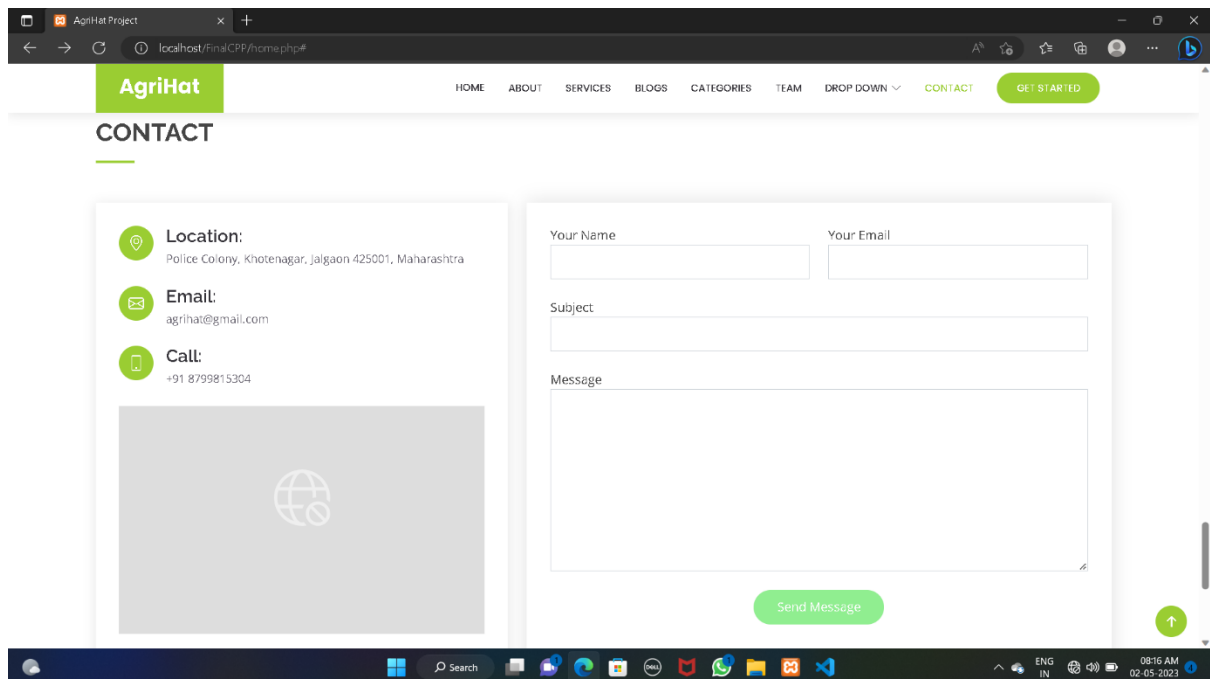 AgriHat Project
localhost/FinalCPP/home.php#
AgriHat
HOME ABOUT SERVICES BLOGS CATEGORIES TEAM DROP DOWN CONTACT GET STARTED
CONTACT
Location:
Police Colony, Khotenagar, Jalgaon 425001, Maharashtra
Email:
agrihat@gmail.com
Call:
+91 8799815304
Your Name Your Email
Subject
Message
Send Message
Search
ENG
IN
08:16 AM
02-05-2023